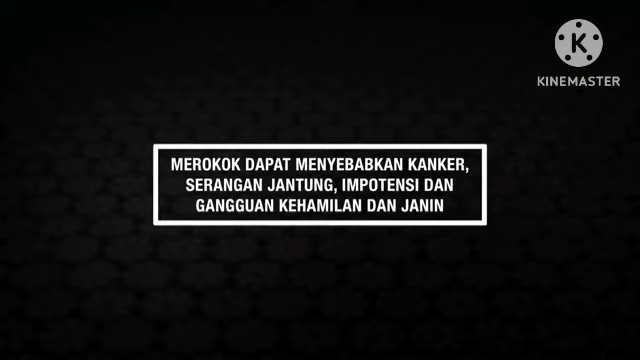 K
KINEMASTER
MEROKOK DAPAT MENYEBABKAN KANKER,
SERANGAN JANTUNG, IMPOTENSI DAN
GANGGUAN KEHAMILAN DAN JANIN